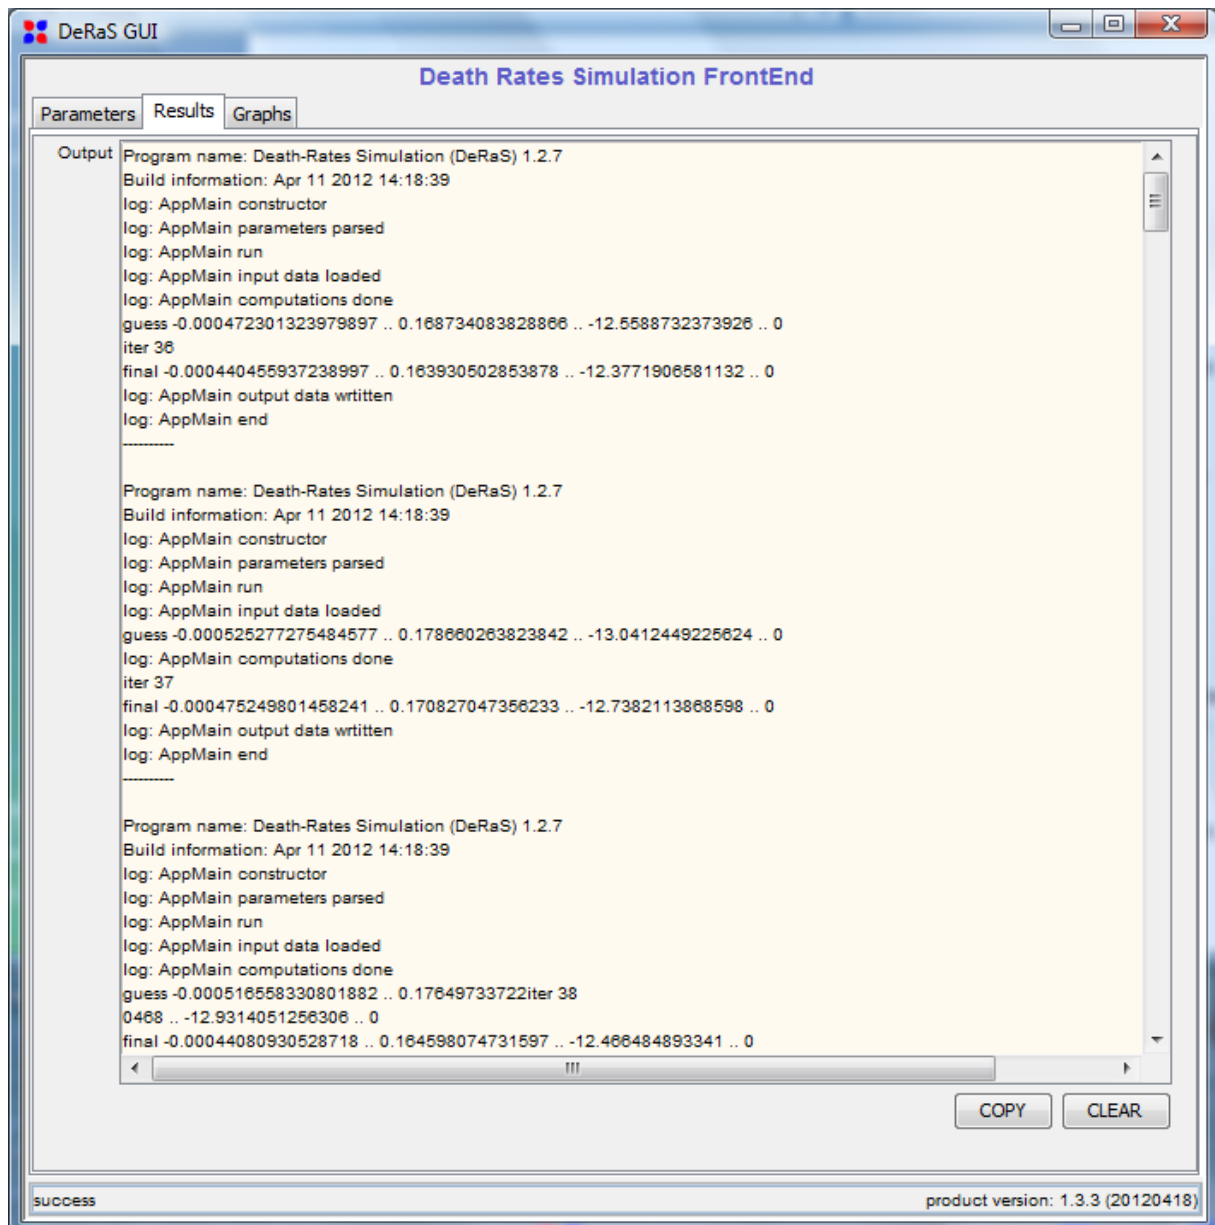 DeRaS GUI
Death Rates Simulation FrontEnd
Parameters Results Graphs
Output
Program name: Death-Rates Simulation (DeRaS) 1.2.7
Build information: Apr 11 2012 14:18:39
log: AppMain constructor
log: AppMain parameters parsed
log: AppMain run
log: AppMain input data loaded
log: AppMain computations done
guess -0.000472301323979897 .. 0.168734083828866 .. -12.5588732373926 .. 0
iter 36
final -0.000440455937238997 .. 0.163930502853878 .. -12.3771906581132 .. 0
log: AppMain output data wrtitten
log: AppMain end
----------
Program name: Death-Rates Simulation (DeRaS) 1.2.7
Build information: Apr 11 2012 14:18:39
log: AppMain constructor
log: AppMain parameters parsed
log: AppMain run
log: AppMain input data loaded
guess -0.000525277275484577 .. 0.178660263823842 .. -13.0412449225624 .. 0
log: AppMain computations done
iter 37
final -0.000475249801458241 .. 0.170827047356233 .. -12.7382113868598 .. 0
log: AppMain output data wrtitten
log: AppMain end
----------
Program name: Death-Rates Simulation (DeRaS) 1.2.7
Build information: Apr 11 2012 14:18:39
log: AppMain constructor
log: AppMain parameters parsed
log: AppMain run
log: AppMain input data loaded
log: AppMain computations done
guess -0.000516558330801882 .. 0.17649733722iter 38
0468 .. -12.9314051256306 .. 0
final -0.00044080930528718 .. 0.164598074731597 .. -12.466484893341 .. 0
COPY CLEAR
success
product version: 1.3.3 (20120418)